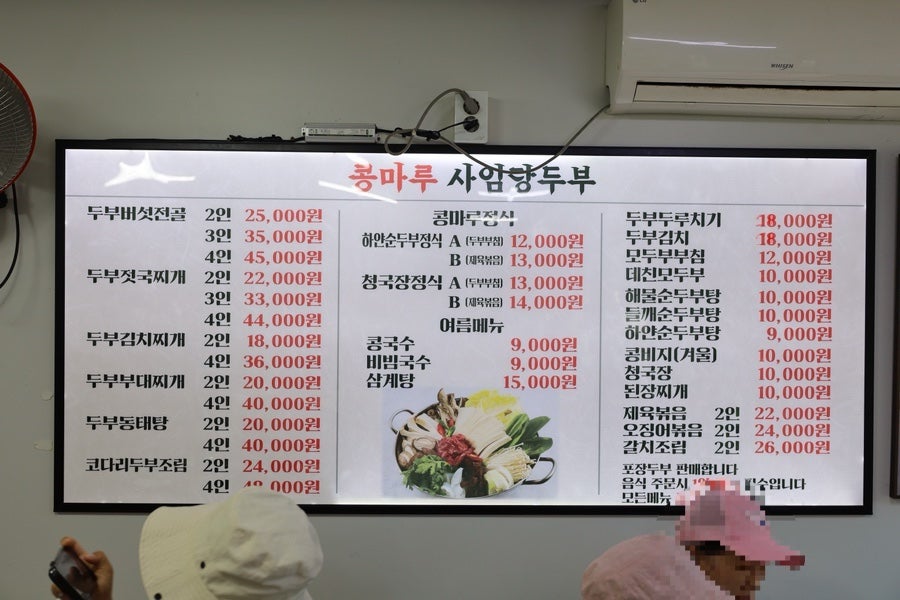 WHISEN
콩마루 사암탕두부
두부버섯전골 2인 25,000원
3인 35,000원
4인 45,000원
두부젓국찌개 2인 22,000원
3인 33,000원
4인 44,000원
두부김치찌개 2인 18,000원
4인 36,000원
두부부대찌개 2인 20,000원
4인 40,000원
두부동태탕 2인 20,000원
4인 40,000원
코다리두부조림 2인 24,000원
4인
콩마루정식
하얀순두부정식 A (두부부침) 12,000원
B (제육볶음) 13,000원
청국장정식 A (두부부침) 13,000원
B (제육볶음) 14,000원
여름메뉴
콩국수 9,000원
비빔국수 9,000원
삼계탕 15,000원
두부두루치기 18,000원
두부김치 18,000원
모두부부침 12,000원
데친모두부 10,000원
해물순두부탕 10,000원
들깨순두부탕 10,000원
하얀순두부탕 9,000원
콩비지(겨울) 10,000원
청국장 10,000원
된장찌개 10,000원
제육볶음 2인 22,000원
오징어볶음 2인 24,000원
갈치조림 2인 26,000원
포장두부 판매합니다
음식 주문시
모든메뉴